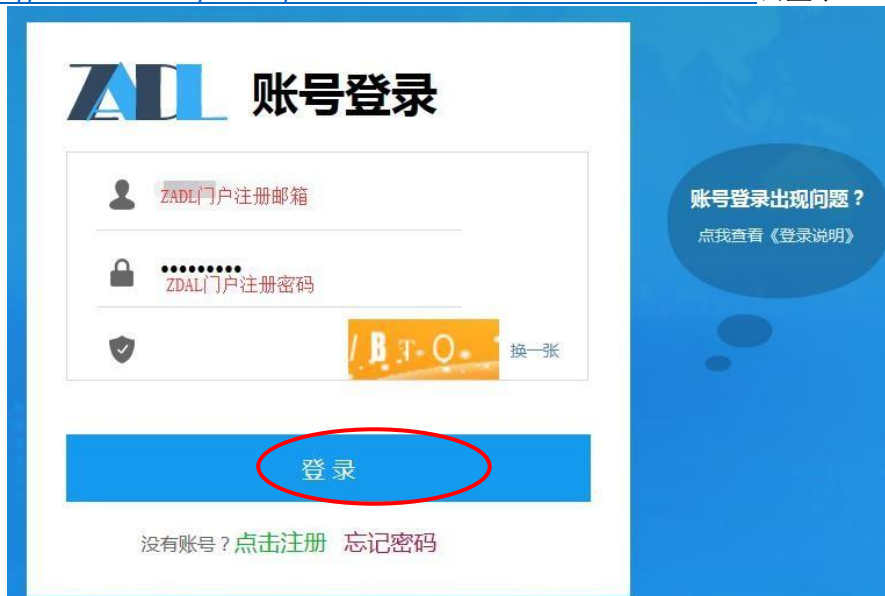 ZADL 账号登录
ZADL门户注册邮箱
ZDAL门户注册密码
换一张
登 录
没有账号？点击注册 忘记密码
账号登录出现问题？
点我查看《登录说明》